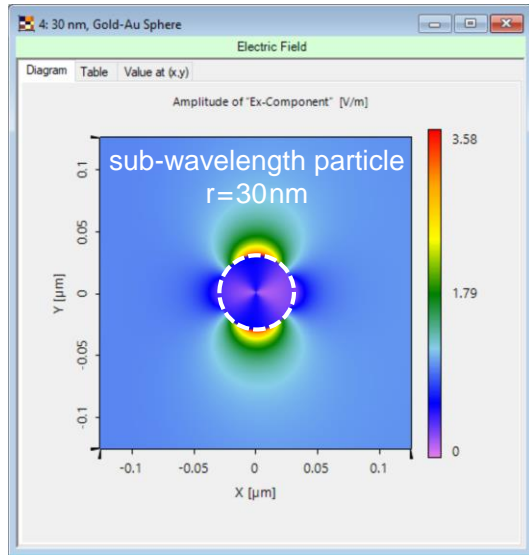 4: 30 nm, Gold-Au Sphere
Electric Field
Diagram Table Value at (x,y)
Amplitude of "Ex-Component" [V/m]
sub-wavelength particle
r=30nm
3.58
1.79
0
Y [µm]
0.1
0.05
0
-0.05
-0.1
-0.1 -0.05 0 0.05 0.1
X [µm]